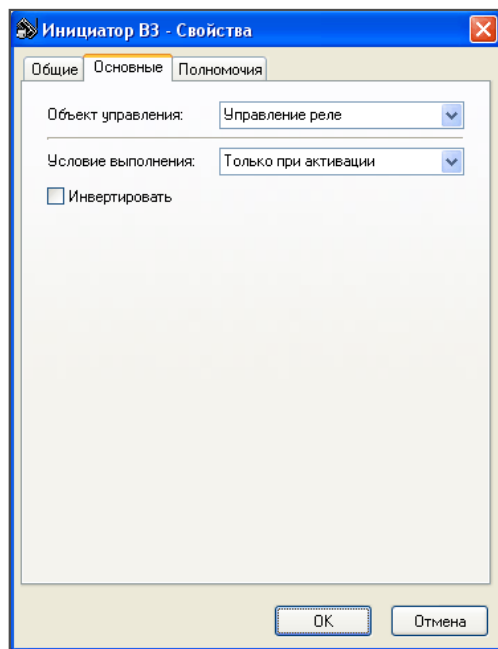 Инициатор ВЗ - Свойства
Общие Основные Полномочия
Объект управления: Управление реле
Условие выполнения: Только при активации
Инвертировать
OK Отмена